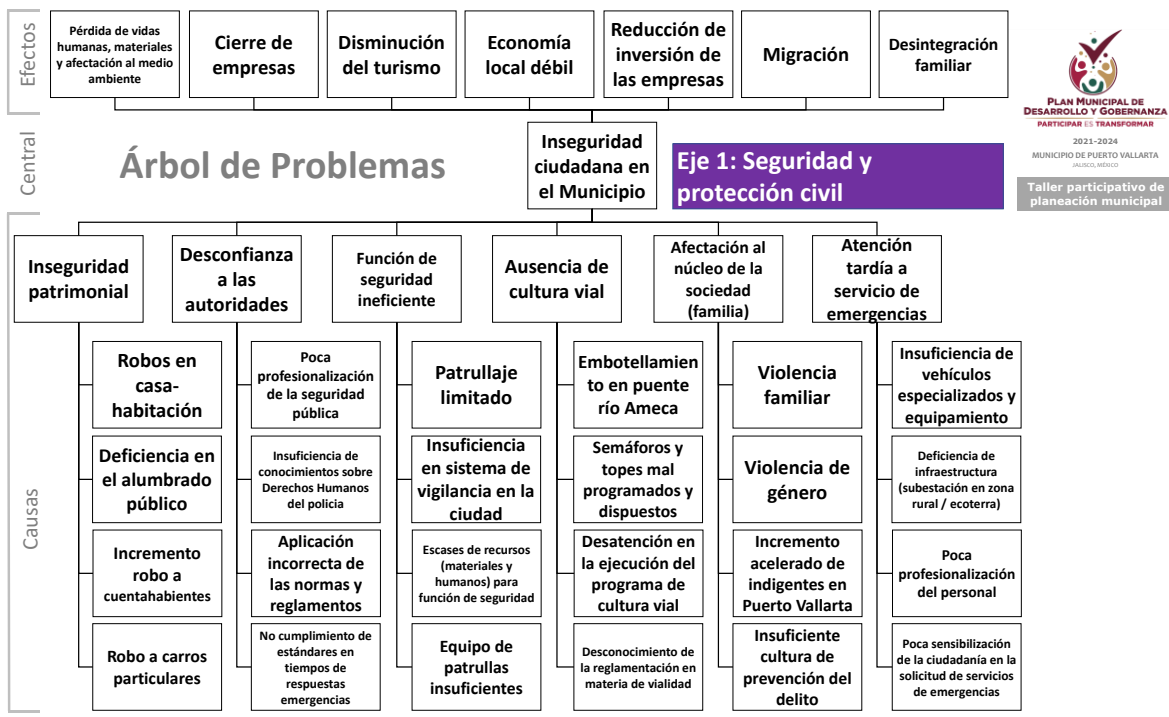 Efectos
Pérdida de vidas
humanas, materiales
y afectación al medio
ambiente
Cierre de
empresas
Disminución
del turismo
Economía
local débil
Reducción de
inversión de
las empresas
Migración
Desintegración
familiar
PLAN MUNICIPAL DE
DESARROLLO Y GOBERNANZA
PARTICIPAR ES TRANSFORMAR
2021-2024
MUNICIPIO DE PUERTO VALLARTA
JALISCO, MÉXICO
Taller participativo de
planeación municipal
Central
Árbol de Problemas
Inseguridad
ciudadana en
el Municipio
Eje 1: Seguridad y
protección civil
Causas
Inseguridad
patrimonial
Desconfianza
a las
autoridades
Función de
seguridad
ineficiente
Ausencia de
cultura vial
Afectación al
núcleo de la
sociedad
(familia)
Atención
tardía a
servicio de
emergencias
Robos en
casa-
habitación
Poca
profesionalización
de la seguridad
pública
Patrullaje
limitado
Embotellamien
to en puente
río Ameca
Violencia
familiar
Insuficiencia de
vehículos
especializados y
equipamiento
Deficiencia en
el alumbrado
público
Insuficiencia de
conocimientos sobre
Derechos Humanos
del policia
Insuficiencia
en sistema de
vigilancia en la
ciudad
Semáforos y
topes mal
programados y
dispuestos
Violencia de
género
Deficiencia de
infraestructura
(subestación en zona
rural / ecoterra)
Incremento
robo a
cuentahabientes
Aplicación
incorrecta de
las normas y
reglamentos
Escases de recursos
(materiales y
humanos) para
función de seguridad
Desatención en
la ejecución del
programa de
cultura vial
Incremento
acelerado de
indigentes en
Puerto Vallarta
Poca
profesionalización
del personal
Robo a carros
particulares
No cumplimiento de
estándares en
tiempos de
respuestas
emergencias
Equipo de
patrullas
insuficientes
Desconocimiento de
la reglamentación en
materia de vialidad
Insuficiente
cultura de
prevención del
delito
Poca sensibilización
de la ciudadanía en la
solicitud de servicios
de emergencias